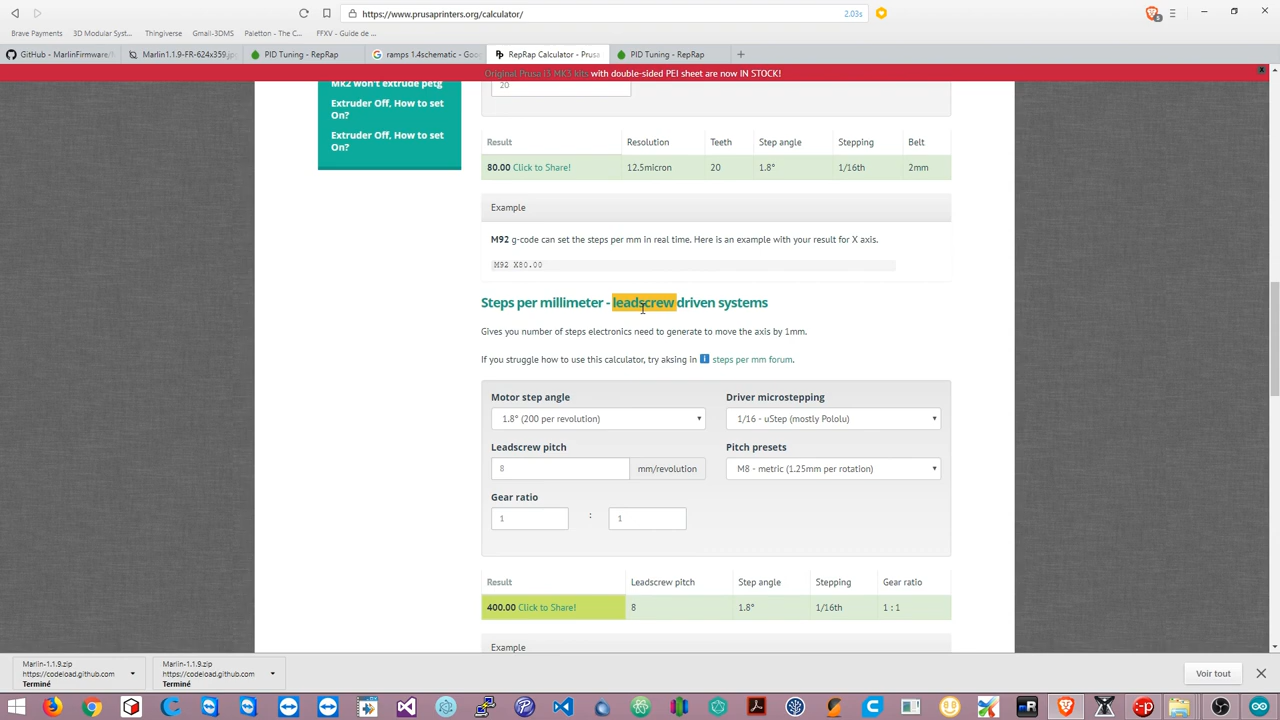 https://www.prusaprinters.org/calculator/
2.03s
5
Brave Payments
3D Modular Syst...
Thingiverse
Gmail-3DMS
Paletton - The C...
FFXV - Guide de...
GitHub - MarlinFirmware/
Marlin1.1.9-FR-624x359.jp
PID Tuning - RepRap
ramps 1.4schematic - Goo
RepRap Calculator - Prusa
PID Tuning - RepRap
Original Prusa I3 MK3 kits with double-sided PEI sheet are now IN STOCK!
x
Mk2 won't extrude petg
Extruder Off, How to set
On?
Extruder Off, How to set
On?
20
Result Resolution Teeth Step angle Stepping Belt
80.00 Click to Share! 12.5micron 20 1.8° 1/16th 2mm
Example
M92 g-code can set the steps per mm in real time. Here is an example with your result for X axis.
M92 X80.00
Steps per millimeter - leadscrew driven systems
Gives you number of steps electronics need to generate to move the axis by 1mm.
If you struggle how to use this calculator, try aksing in steps per mm forum.
Motor step angle Driver microstepping
1.8° (200 per revolution) 1/16 - uStep (mostly Pololu)
Leadscrew pitch Pitch presets
8 mm/revolution M8 - metric (1.25mm per rotation)
Gear ratio
1 : 1
Result Leadscrew pitch Step angle Stepping Gear ratio
400.00 Click to Share! 8 1.8° 1/16th 1 : 1
Example
Marlin-1.1.9.zip
https://codeload.github.com
Terminé
Marlin-1.1.9.zip
https://codeload.github.com
Terminé
Voir tout